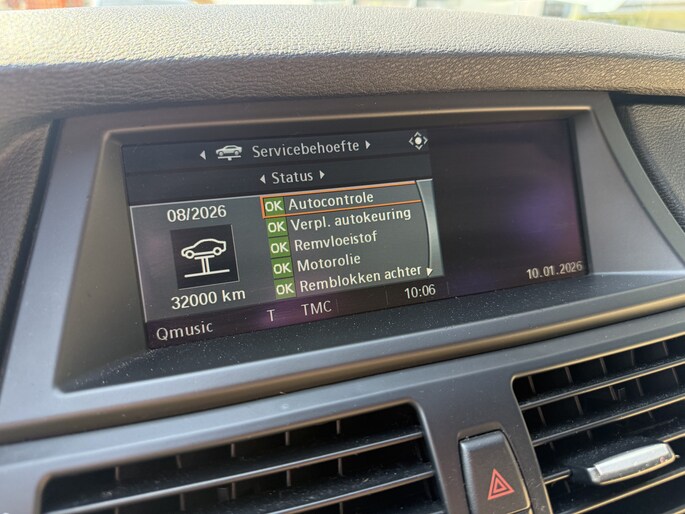 Servicebehoefte
Status
08/2026
OK Autocontrole
OK Verpl. autokeuring
OK Remvloeistof
OK Motorolie
OK Remblokken achter
32000 km
10.01.2026
Qmusic T TMC 10:06